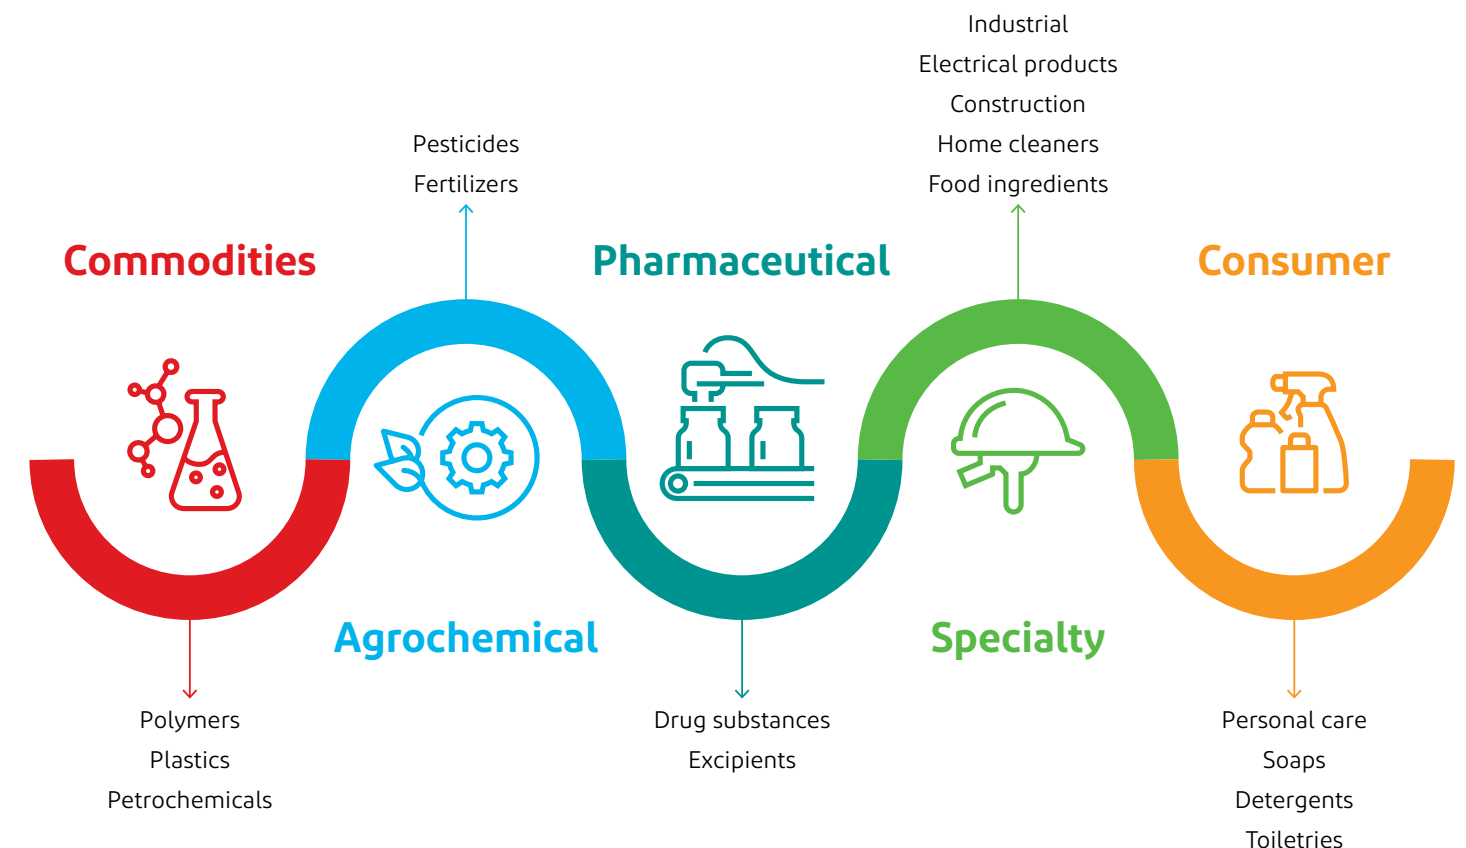 Commodities
Polymers
Plastics
Petrochemicals
Pesticides
Fertilizers
Agrochemical
Pharmaceutical
Drug substances
Excipients
Industrial
Electrical products
Construction
Home cleaners
Food ingredients
Specialty
Consumer
Personal care
Soaps
Detergents
Toiletries